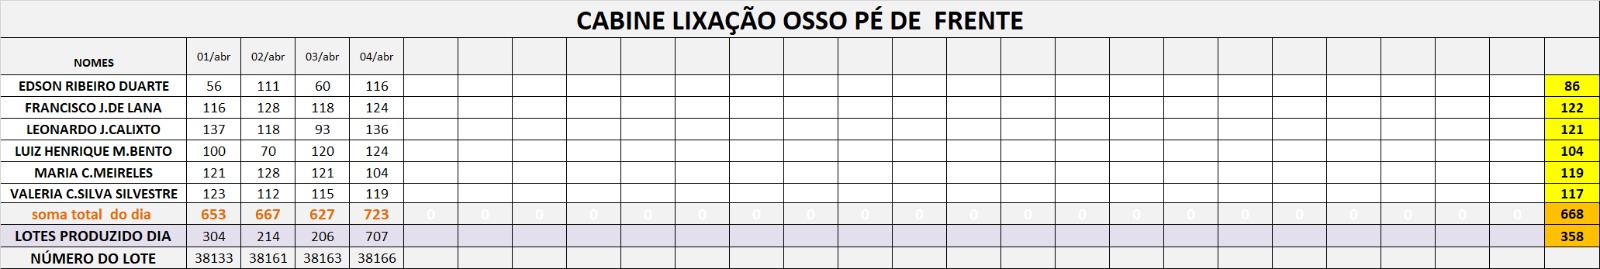 CABINE LIXAÇÃO OSSO PÉ DE FRENTE
NOMES 01/abr 02/abr 03/abr 04/abr
EDSON RIBEIRO DUARTE 56 111 60 116 86
FRANCISCO J.DE LANA 116 128 118 124 122
LEONARDO J.CALIXTO 137 118 93 136 121
LUIZ HENRIQUE M.BENTO 100 70 120 124 104
MARIA C.MEIRELES 121 128 121 104 119
VALERIA C.SILVA SILVESTRE 123 112 115 119 117
soma total do dia 653 667 627 723 0 0 0 0 0 0 0 0 0 0 0 0 0 0 0 0 0 0 0 0 0 668
LOTES PRODUZIDO DIA 304 214 206 707 358
NÚMERO DO LOTE 38133 38161 38163 38166